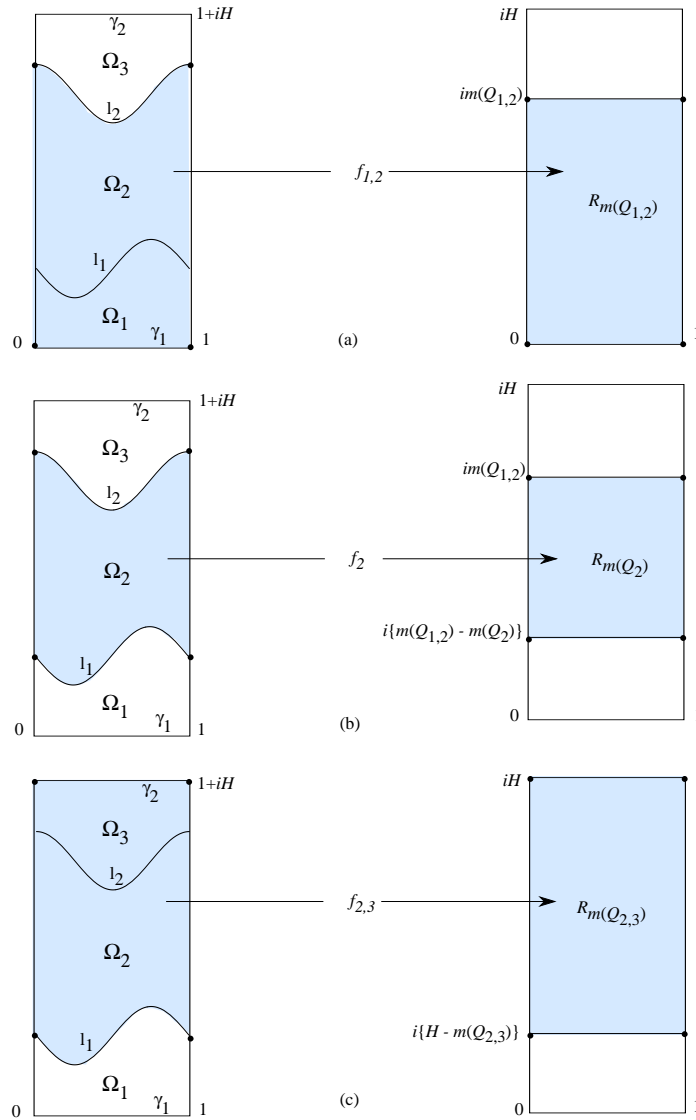 γ2 1+iH iH
Ω3
l2 im(Q1,2)
Ω2 f1,2 Rm(Q1,2)
l1
Ω1
γ1
0 1 (a) 0 1
γ2 1+iH iH
Ω3
l2 im(Q1,2)
Ω2 f2 Rm(Q2)
l1 i{m(Q1,2) - m(Q2)}
Ω1
γ1
0 1 (b) 0
γ2 1+iH iH
Ω3
l2
Ω2 f2,3 Rm(Q2,3)
l1 i{H - m(Q2,3)}
Ω1
γ1
0 1 (c) 0 1